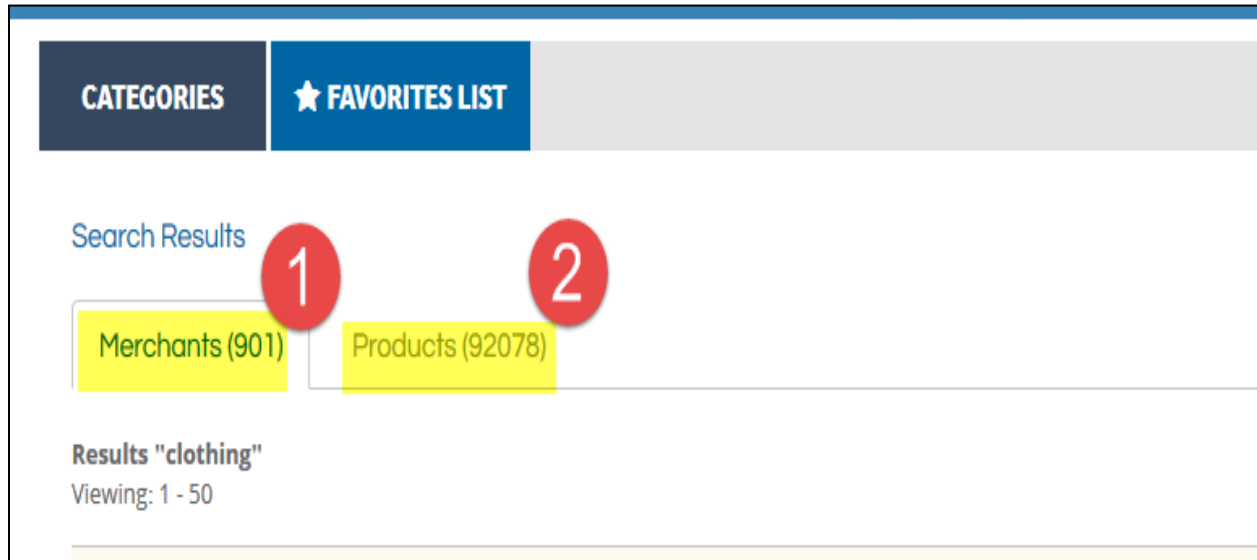 CATEGORIES ★ FAVORITES LIST
Search Results
1 2
Merchants (901) Products (92078)
Results "clothing"
Viewing: 1 - 50